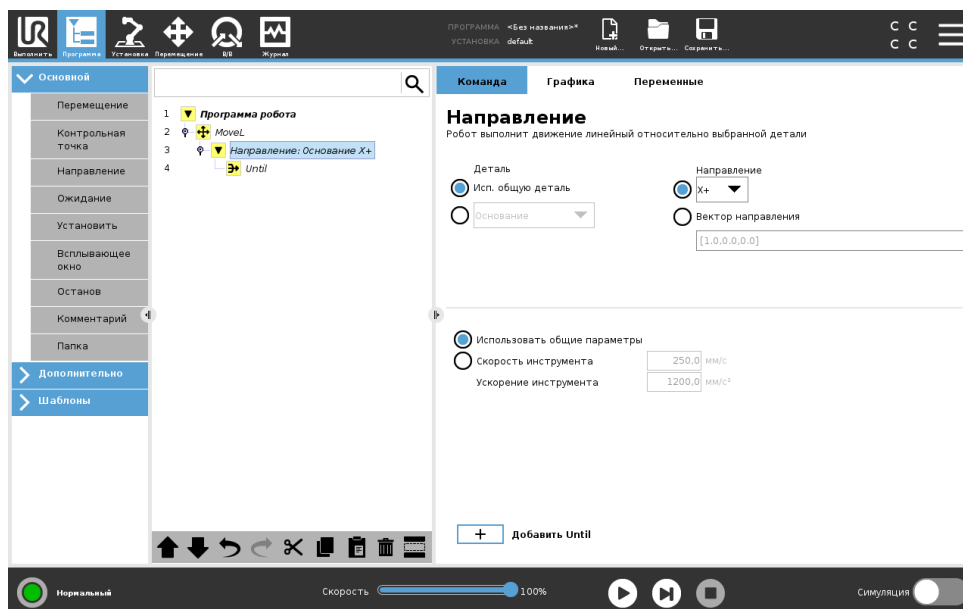 UR
ПРОГРАММА <Без названия>*
УСТАНОВКА default
Выполнить Программа Установка Перемещение В/В Журнал
Новый... Открыть... Сохранить...
C C
C C
Основной
Перемещение
Контрольная
точка
Направление
Ожидание
Установить
Всплывающее
окно
Останов
Комментарий
Папка
Дополнительно
Шаблоны
1 Программа робота
2 MoveL
3 Направление: Основание X+
4 Until
Команда Графика Переменные
Направление
Робот выполнит движение линейный относительно выбранной детали
Деталь
Исп. общую деталь
Основание
Направление
X+
Вектор направления
[1.0,0.0,0.0]
Использовать общие параметры
Скорость инструмента 250,0 мм/с
Ускорение инструмента 1200,0 мм/с²
+ Добавить Until
Нормальный
Скорость 100%
Симуляция